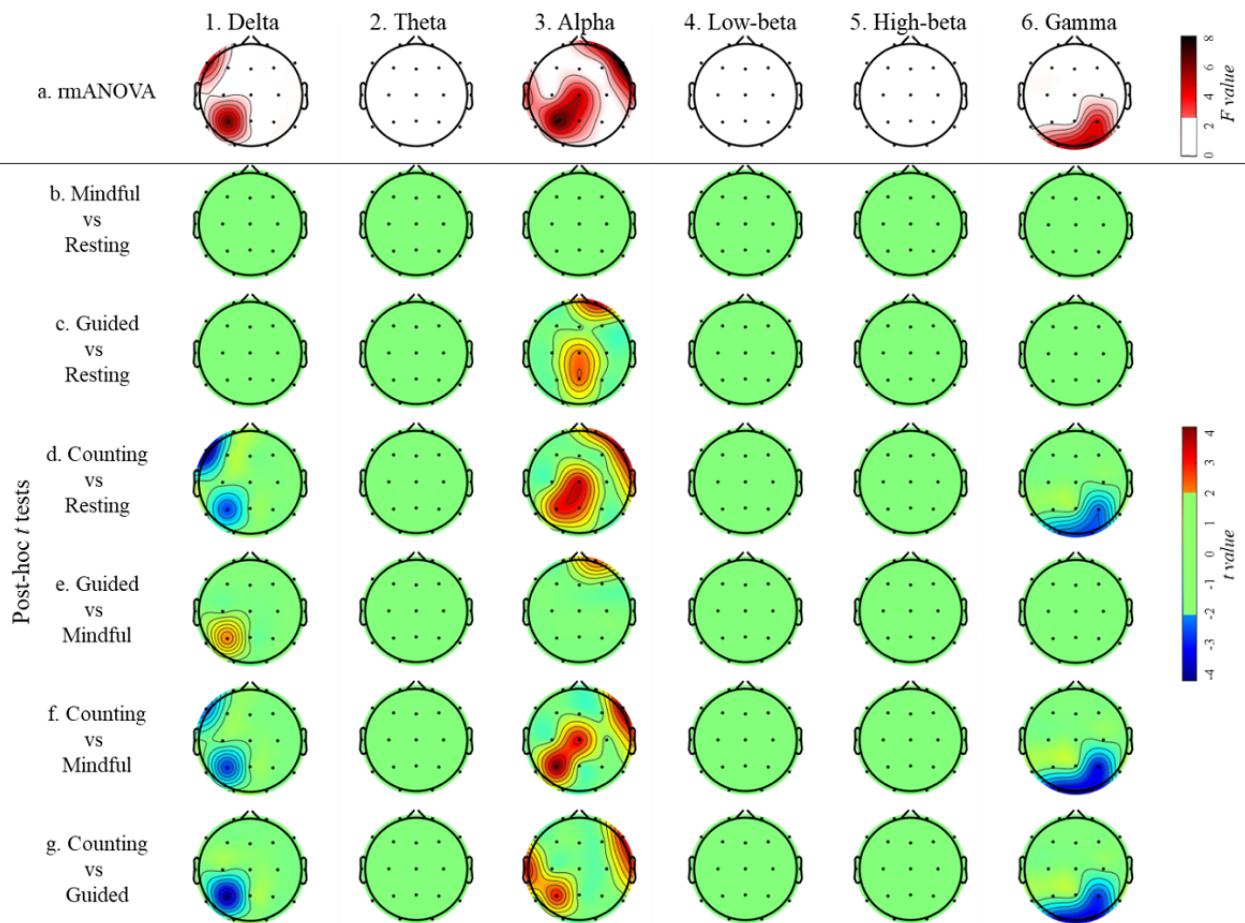 1. Delta 2. Theta 3. Alpha 4. Low-beta 5. High-beta 6. Gamma
a. rmANOVA
0 2 4 6 8
F value
b. Mindful
vs
Resting
c. Guided
vs
Resting
d. Counting
vs
Resting
Post-hoc t tests
e. Guided
vs
Mindful
-4 -3 -2 -1 0 1 2 3 4
t value
f. Counting
vs
Mindful
g. Counting
vs
Guided